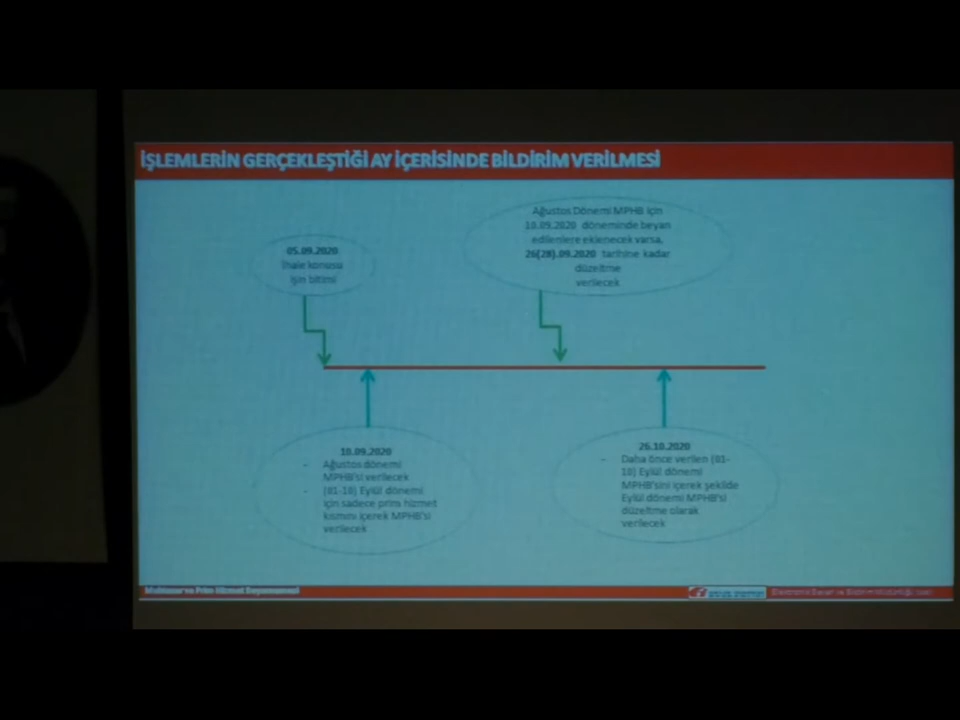 İŞLEMLERİN GERÇEKLEŞTİĞİ AY İÇERİSİNDE BİLDİRİM VERİLMESİ
05.09.2020
İhale konusu
işin bitimi
Ağustos Dönemi MPHB için
10.09.2020 döneminde beyan
edilenlere eklenecek varsa,
26(28).09.2020 tarihine kadar
düzeltme
verilecek
10.09.2020
- Ağustos dönemi
MPHB'si verilecek
- (01-10) Eylül dönemi
için sadece prim hizmet
kısmını içerek MPHB'si
verilecek
26.10.2020
- Daha önce verilen (01-
10) Eylül dönemi
MPHB'sini içerek şekilde
Eylül dönemi MPHB'si
düzeltme olarak
verilecek
Muhtasar ve Prim Hizmet Beyannamesi